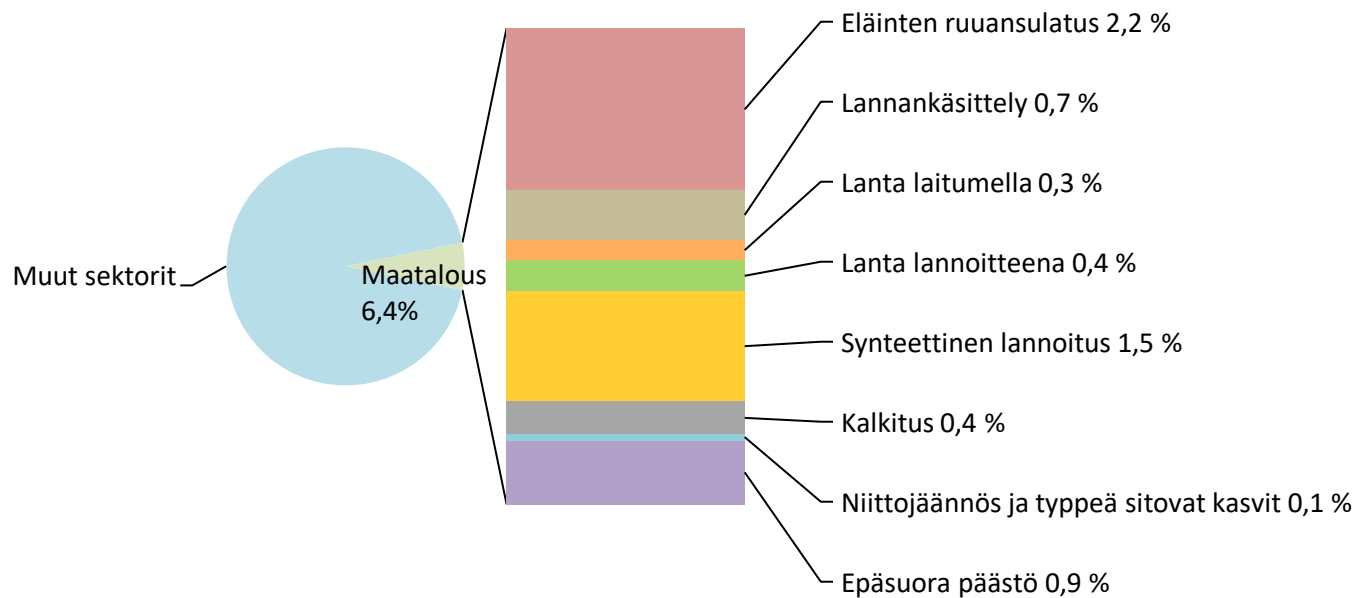 Muut sektorit
Maatalous
6,4%
Eläinten ruuansulatus 2,2 %
Lannankäsittely 0,7 %
Lanta laitumella 0,3 %
Lanta lannoitteena 0,4 %
Synteettinen lannoitus 1,5 %
Kalkitus 0,4 %
Niittojäännös ja typpeä sitovat kasvit 0,1 %
Epäsuora päästö 0,9 %